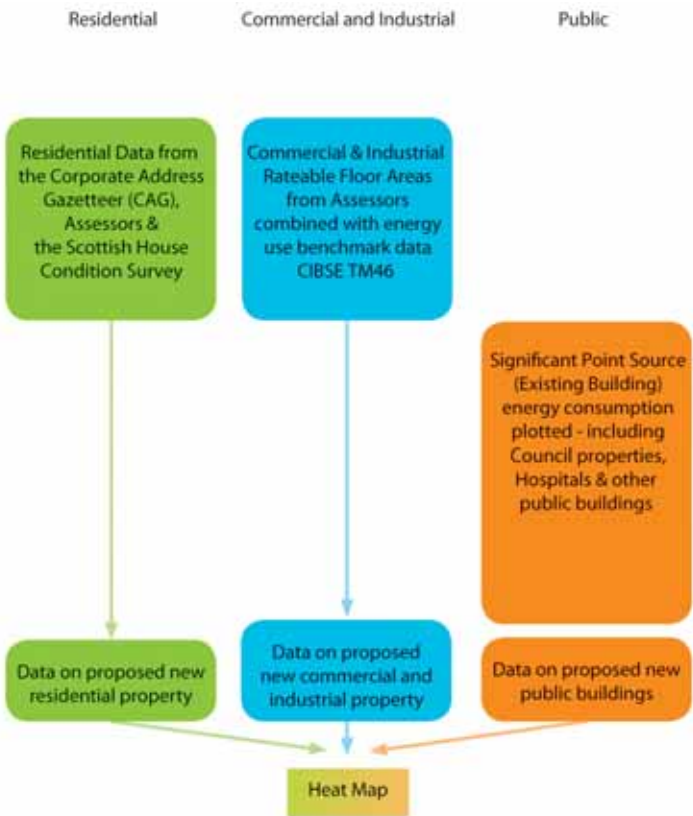 Residential
Commercial and Industrial
Public
Residential Data from
the Corporate Address
Gazetteer (CAG),
Assessors &
the Scottish House
Condition Survey
Commercial & Industrial
Rateable Floor Areas
from Assessors
combined with energy
use benchmark data
CIBSE TM46
Significant Point Source
(Existing Building)
energy consumption
plotted - including
Council properties,
Hospitals & other
public buildings
Data on proposed new
residential property
Data on proposed
new commercial and
industrial property
Data on proposed new
public buildings
Heat Map